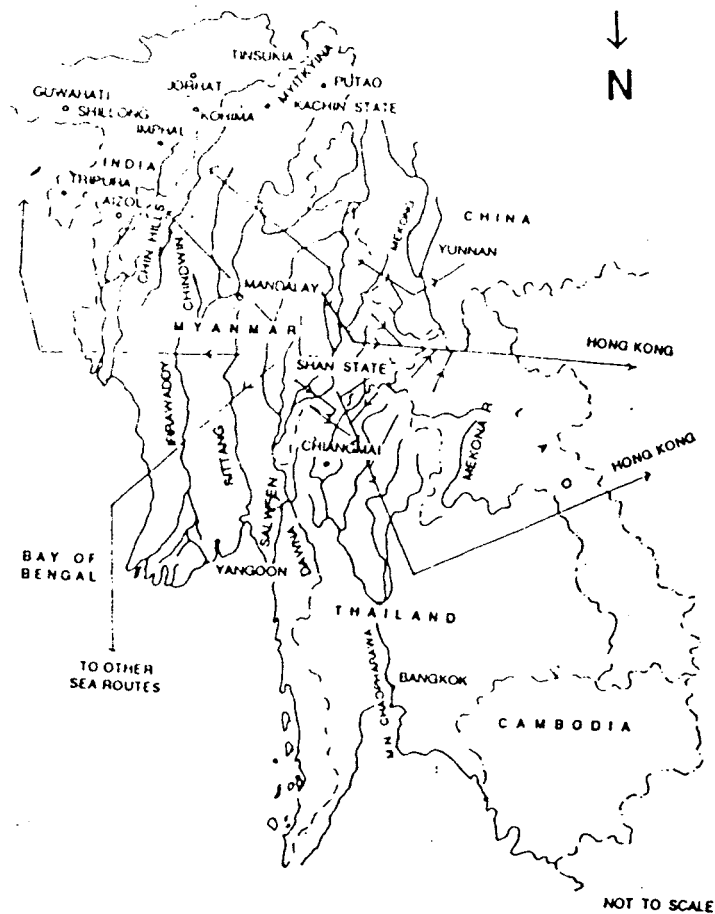 N
TINSUKIA
MYITKYINA
PUTAO
JORHAT
GUWAHATI
KACHIN STATE
SHILLONG
KOHIMA
IMPHAL
INDIA
TRIPURA
AIZOL
CHIN HILLS
CHINDWIN
MEKONG
CHINA
YUNNAN
MANDALAY
MYANMAR
HONG KONG
SHAN STATE
IRRAWADDY
SITTANG
CHIANGMAI
MEKONAR
HONG KONG
SALWEEN
DAWNA
BAY OF
BENGAL
YANGOON
THAILAND
TO OTHER
SEA ROUTES
BANGKOK
CAMBODIA
NOT TO SCALE